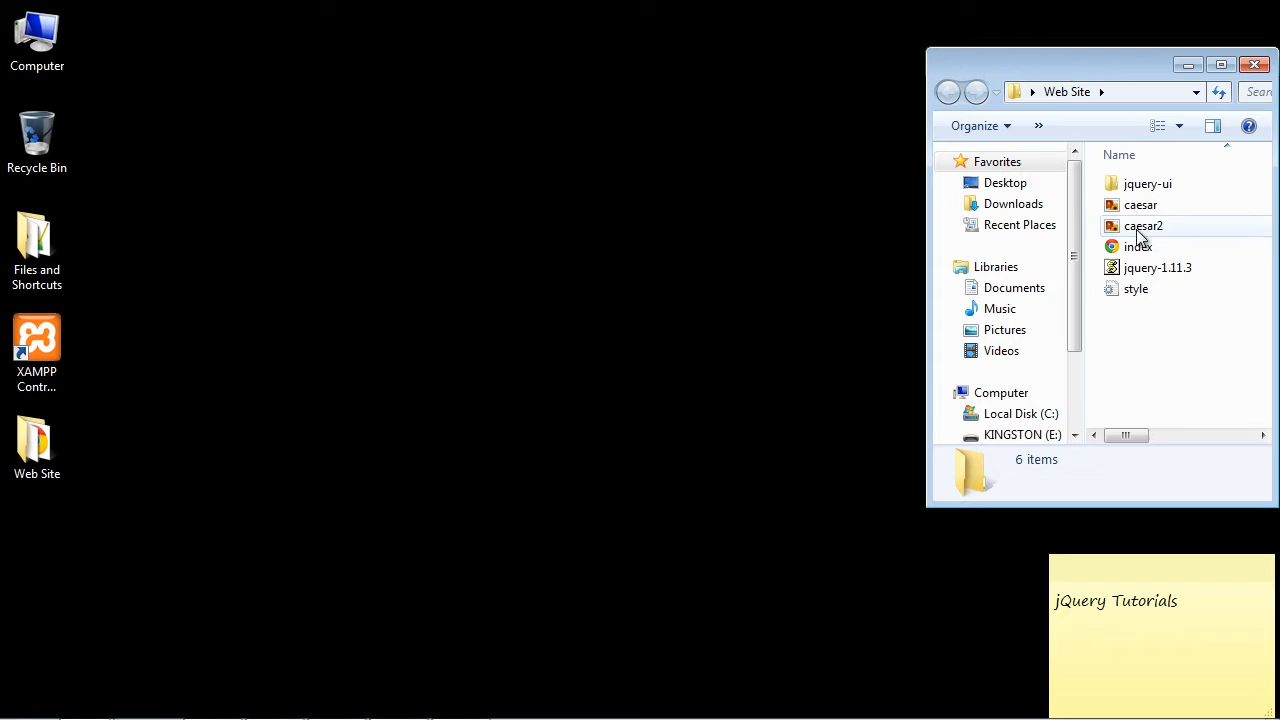 Computer
Recycle Bin
Files and
Shortcuts
XAMPP
Contr...
Web Site
Web Site
Sear
Organize
»
Name
Favorites
Desktop
Downloads
Recent Places
Libraries
Documents
Music
Pictures
Videos
Computer
Local Disk (C:)
KINGSTON (E:)
jquery-ui
caesar
caesar2
index
jquery-1.11.3
style
6 items
jQuery Tutorials